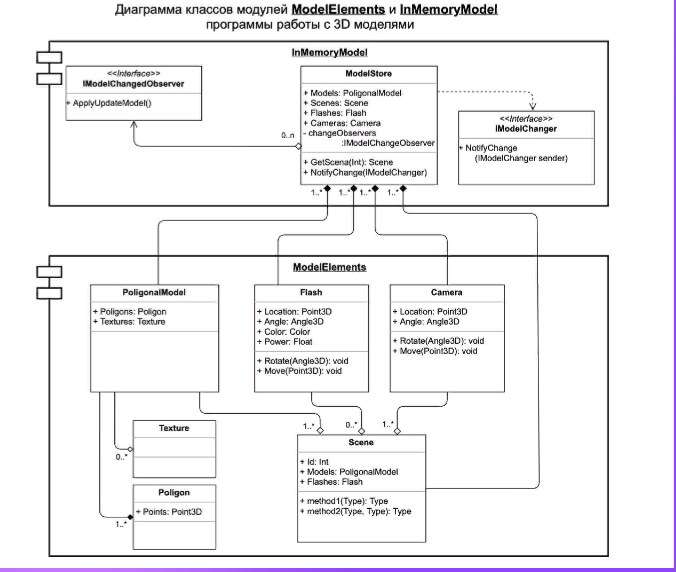 Диаграмма классов модулей ModelElements и InMemoryModel
программы работы с 3D моделями
InMemoryModel
<<Interface>>
IModelChangedObserver
+ ApplyUpdateModel()
ModelStore
+ Models: PoligonalModel
+ Scenes: Scene
+ Flashes: Flash
+ Cameras: Camera
- changeObservers
:IModelChangeObserver
+ GetScena(Int): Scene
+ NotifyChange(IModelChanger)
0..n
<<Interface>>
IModelChanger
+ NotifyChange
(IModelChanger sender)
1..* 1..* 1..* 1..*
ModelElements
PoligonalModel
+ Poligons: Poligon
+ Textures: Texture
Flash
+ Location: Point3D
+ Angle: Angle3D
+ Color: Color
+ Power: Float
+ Rotate(Angle3D): void
+ Move(Point3D): void
Camera
+ Location: Point3D
+ Angle: Angle3D
+ Rotate(Angle3D): void
+ Move(Point3D): void
Texture
0..*
Poligon
+ Points: Point3D
1..*
1..* 0..* 1..*
Scene
+ Id: Int
+ Models: PoligonalModel
+ Flashes: Flash
+ method1(Type): Type
+ method2(Type, Type): Type